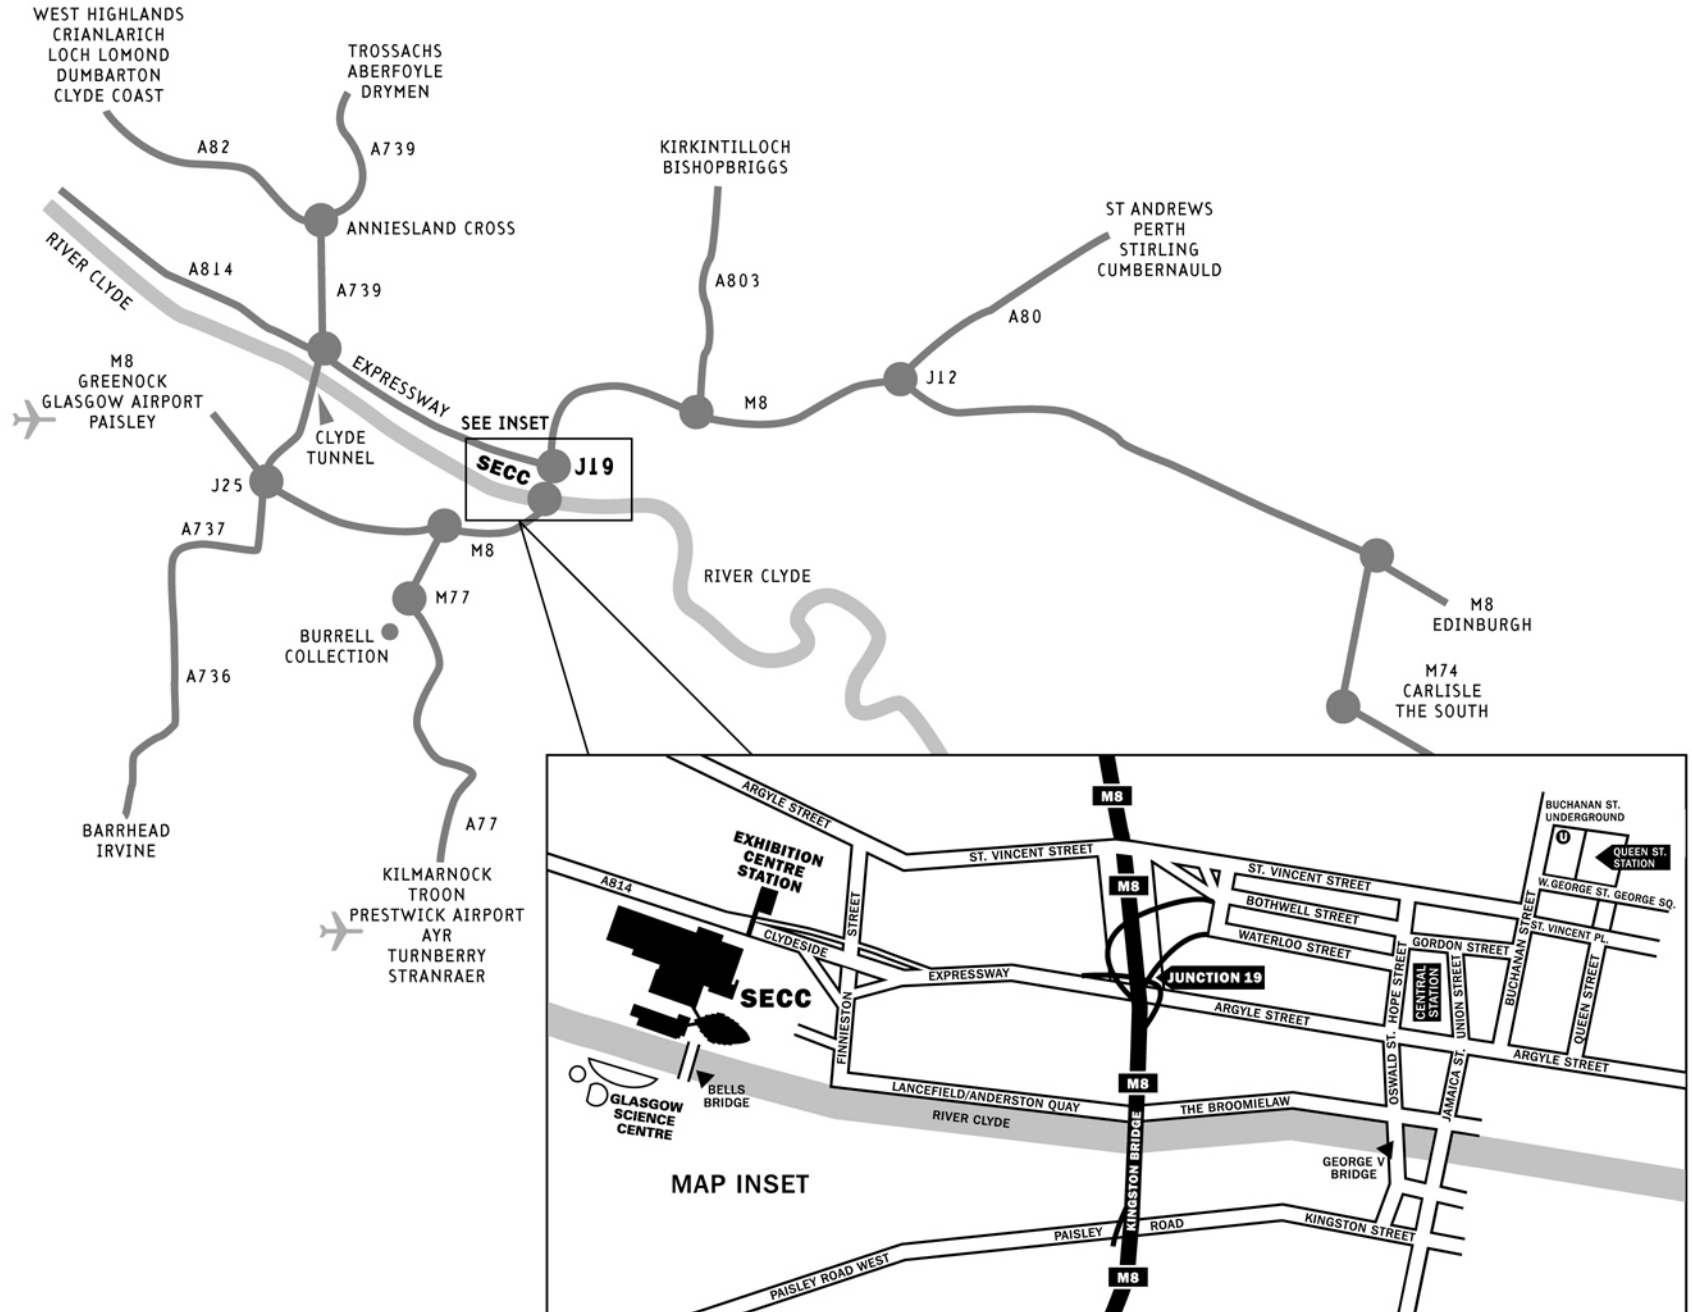 WEST HIGHLANDS
CRIANLARICH
LOCH LOMOND
DUMBARTON
CLYDE COAST
TROSSACHS
ABERFOYLE
DRYMEN
A82
A739
KIRKINTILLOCH
BISHOPBRIGGS
ST ANDREWS
PERTH
STIRLING
CUMBERNAULD
ANNIESLAND CROSS
RIVER CLYDE
A814
A739
A803
A80
M8
GREENOCK
GLASGOW AIRPORT
PAISLEY
EXPRESSWAY
J12
M8
CLYDE
TUNNEL
SEE INSET
SECC
J19
J25
A737
M8
RIVER CLYDE
M77
BURRELL
COLLECTION
M8
EDINBURGH
A736
M74
CARLISLE
THE SOUTH
BARRHEAD
IRVINE
A77
KILMARNOCK
TROON
PRESTWICK AIRPORT
AYR
TURNBERRY
STRANRAER
ARGYLE STREET
M8
BUCHANAN ST.
UNDERGROUND
U
QUEEN ST.
STATION
EXHIBITION
CENTRE
STATION
ST. VINCENT STREET
ST. VINCENT STREET
W. GEORGE ST.
GEORGE SQ.
A814
M8
BOTHWELL STREET
ST. VINCENT PL.
STREET
CLYDESIDE
WATERLOO STREET
GORDON STREET
BUCHANAN STREET
EXPRESSWAY
JUNCTION 19
HOPE STREET
CENTRAL
STATION
UNION STREET
QUEEN STREET
SECC
ARGYLE STREET
FINNIESTON
OSWALD ST.
JAMAICA ST.
ARGYLE STREET
BELLS
BRIDGE
M8
LANCEFIELD/ANDERSTON QUAY
THE BROOMIELAW
GLASGOW
SCIENCE
CENTRE
RIVER CLYDE
KINGSTON BRIDGE
GEORGE V
BRIDGE
MAP INSET
PAISLEY
ROAD
KINGSTON STREET
PAISLEY ROAD WEST
M8
BUCHANAN STREET